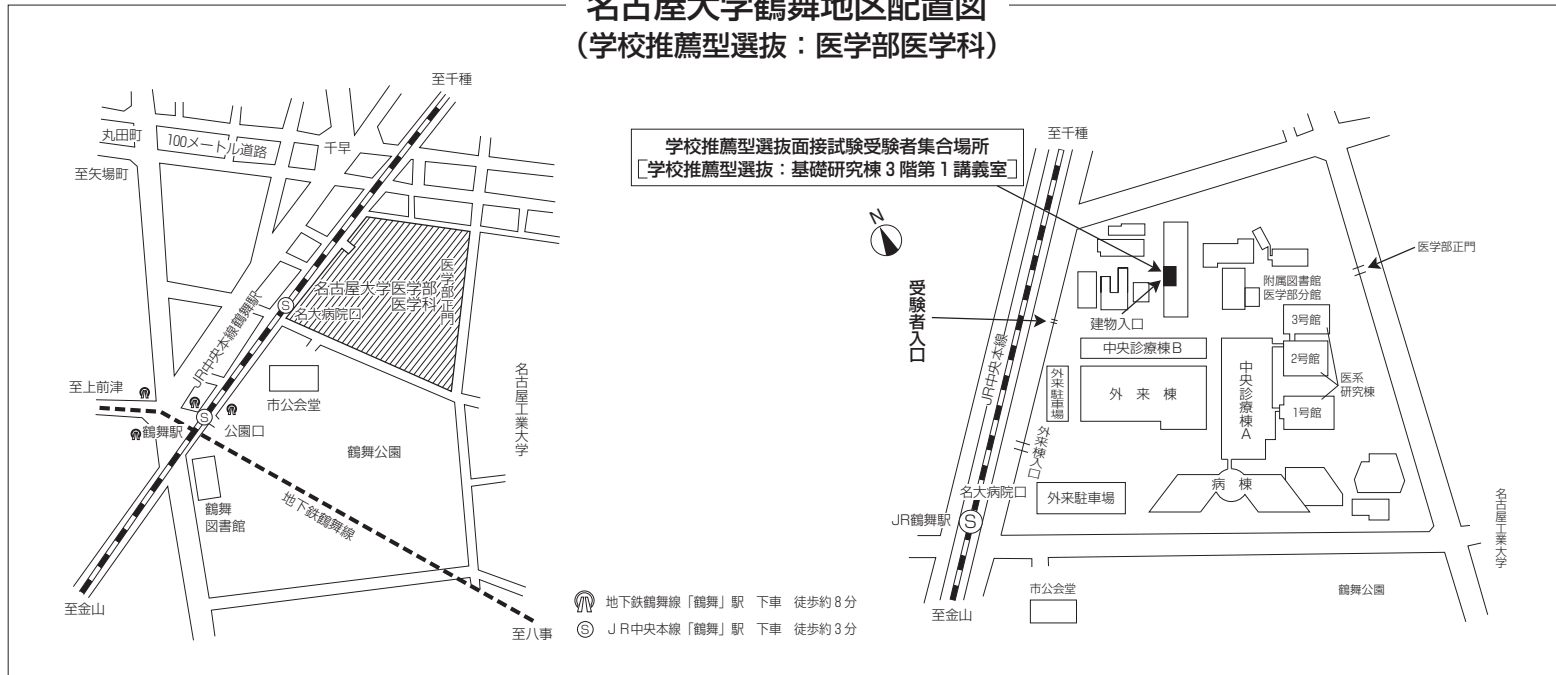 名古屋大学鶴舞地区配置図
（学校推薦型選抜：医学部医学科）
至千種
丸田町
100メートル道路
千早
至矢場町
JR中央本線鶴舞駅
名古屋大学医学部
医学科
医学部正門
S
名大病院口
至上前津
市公会堂
名古屋工業大学
S
鶴舞駅
公園口
鶴舞公園
鶴舞
図書館
地下鉄鶴舞線
至金山
至八事
地下鉄鶴舞線「鶴舞」駅　下車　徒歩約8分
S ＪＲ中央本線「鶴舞」駅　下車　徒歩約3分
学校推薦型選抜面接試験受験者集合場所
［学校推薦型選抜：基礎研究棟3階第1講義室］
至千種
N
受験者入口
医学部正門
附属図書館
医学部分館
建物入口
3号館
中央診療棟B
2号館
医系
研究棟
外来駐車場
外来棟
中央診療棟A
1号館
JR中央本線
外来棟入口
病棟
名大病院口
外来駐車場
JR鶴舞駅
S
名古屋工業大学
市公会堂
鶴舞公園
至金山